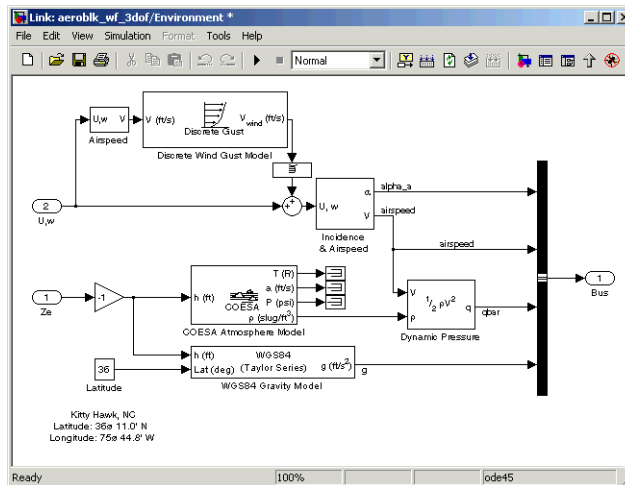 Link: aeroblk_wf_3dof/Environment *
File Edit View Simulation Format Tools Help
Normal
U,w V
Airspeed
V (ft/s) V wind (ft/s)
Discrete Gust
Discrete Wind Gust Model
2
U,w
+ +
U, w α V
Incidence
& Airspeed
alpha_a
airspeed
airspeed
1
Ze
-1
h (ft)
COESA
T (R)
a (ft/s)
P (psi)
ρ (slug/ft³)
COESA Atmosphere Model
V
ρ
1/2 ρV²
q
qbar
Dynamic Pressure
1
Bus
36
Latitude
h (ft)
Lat (deg)
WGS84
(Taylor Series)
g (ft/s²)
g
WGS84 Gravity Model
Kitty Hawk, NC
Latitude: 36ø 11.0' N
Longitude: 75ø 44.8' W
Ready 100% ode45